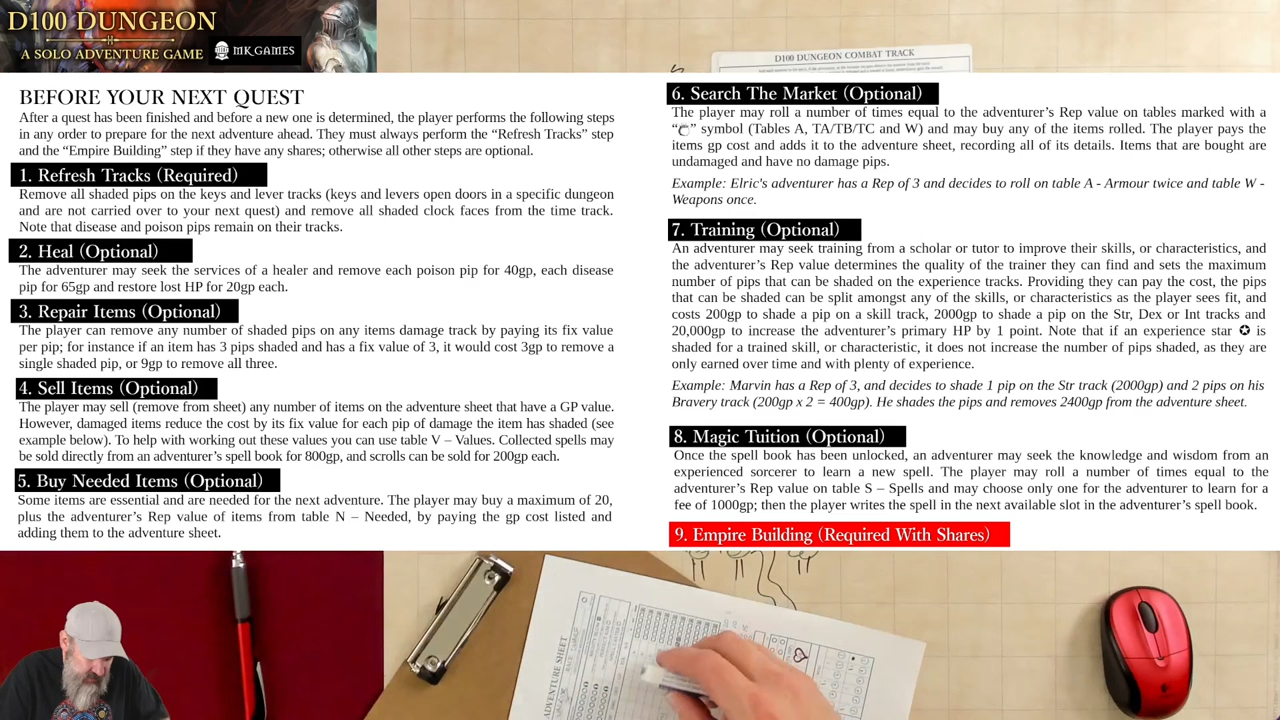 D100 DUNGEON
A SOLO ADVENTURE GAME
MK GAMES
D100 DUNGEON COMBAT TRACK
BEFORE YOUR NEXT QUEST
After a quest has been finished and before a new one is determined, the player performs the following steps
in any order to prepare for the next adventure ahead. They must always perform the “Refresh Tracks” step
and the “Empire Building” step if they have any shares; otherwise all other steps are optional.
1. Refresh Tracks (Required)
Remove all shaded pips on the keys and lever tracks (keys and levers open doors in a specific dungeon
and are not carried over to your next quest) and remove all shaded clock faces from the time track.
Note that disease and poison pips remain on their tracks.
2. Heal (Optional)
The adventurer may seek the services of a healer and remove each poison pip for 40gp, each disease
pip for 65gp and restore lost HP for 20gp each.
3. Repair Items (Optional)
The player can remove any number of shaded pips on any items damage track by paying its fix value
per pip; for instance if an item has 3 pips shaded and has a fix value of 3, it would cost 3gp to remove a
single shaded pip, or 9gp to remove all three.
4. Sell Items (Optional)
The player may sell (remove from sheet) any number of items on the adventure sheet that have a GP value.
However, damaged items reduce the cost by its fix value for each pip of damage the item has shaded (see
example below). To help with working out these values you can use table V – Values. Collected spells may
be sold directly from an adventurer’s spell book for 800gp, and scrolls can be sold for 200gp each.
5. Buy Needed Items (Optional)
Some items are essential and are needed for the next adventure. The player may buy a maximum of 20,
plus the adventurer’s Rep value of items from table N – Needed, by paying the gp cost listed and
adding them to the adventure sheet.
6. Search The Market (Optional)
The player may roll a number of times equal to the adventurer’s Rep value on tables marked with a
“ ” symbol (Tables A, TA/TB/TC and W) and may buy any of the items rolled. The player pays the
items gp cost and adds it to the adventure sheet, recording all of its details. Items that are bought are
undamaged and have no damage pips.
Example: Elric's adventurer has a Rep of 3 and decides to roll on table A - Armour twice and table W -
Weapons once.
7. Training (Optional)
An adventurer may seek training from a scholar or tutor to improve their skills, or characteristics, and
the adventurer’s Rep value determines the quality of the trainer they can find and sets the maximum
number of pips that can be shaded on the experience tracks. Providing they can pay the cost, the pips
that can be shaded can be split amongst any of the skills, or characteristics as the player sees fit, and
costs 200gp to shade a pip on a skill track, 2000gp to shade a pip on the Str, Dex or Int tracks and
20,000gp to increase the adventurer’s primary HP by 1 point. Note that if an experience star ✪ is
shaded for a trained skill, or characteristic, it does not increase the number of pips shaded, as they are
only earned over time and with plenty of experience.
Example: Marvin has a Rep of 3, and decides to shade 1 pip on the Str track (2000gp) and 2 pips on his
Bravery track (200gp x 2 = 400gp). He shades the pips and removes 2400gp from the adventure sheet.
8. Magic Tuition (Optional)
Once the spell book has been unlocked, an adventurer may seek the knowledge and wisdom from an
experienced sorcerer to learn a new spell. The player may roll a number of times equal to the
adventurer’s Rep value on table S – Spells and may choose only one for the adventurer to learn for a
fee of 1000gp; then the player writes the spell in the next available slot in the adventurer’s spell book.
9. Empire Building (Required With Shares)
ADVENTURE SHEET